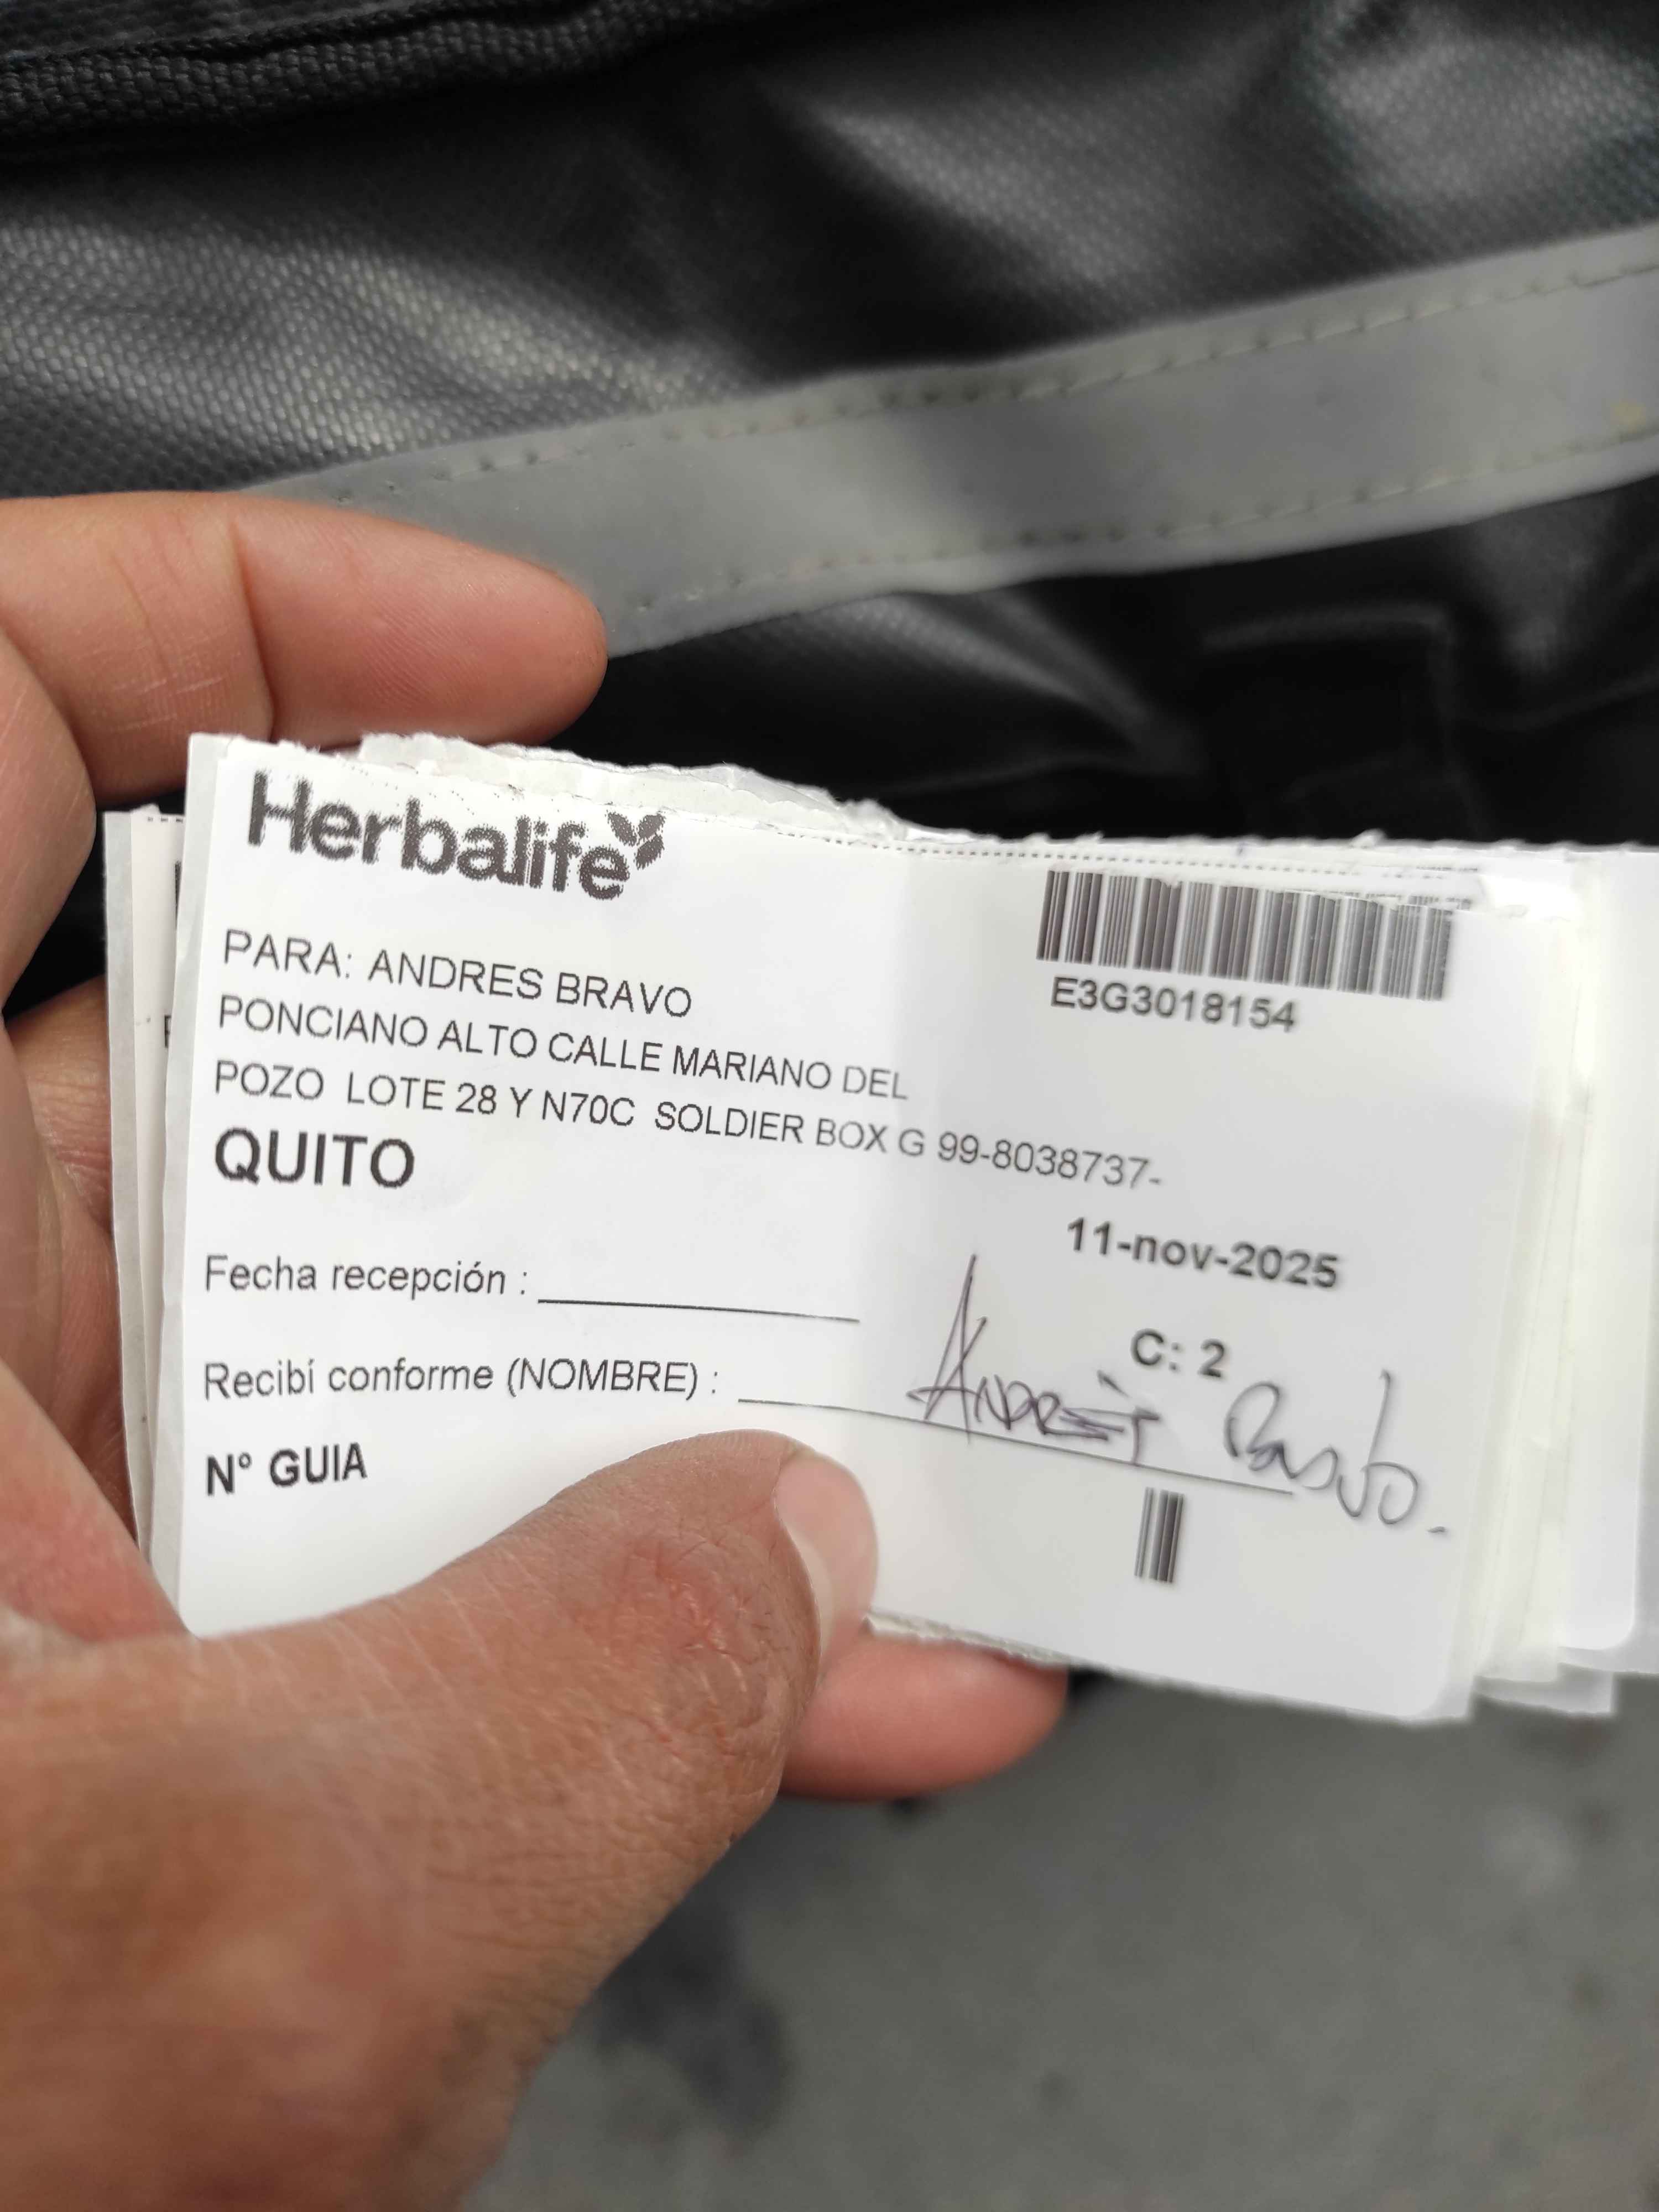 Herbalife
E3G3018154
PARA: ANDRES BRAVO
PONCIANO ALTO CALLE MARIANO DEL
POZO LOTE 28 Y N70C SOLDIER BOX G 99-8038737-
QUITO
11-nov-2025
Fecha recepción :
C: 2
Recibí conforme (NOMBRE) : ANDRÉS
N° GUIA